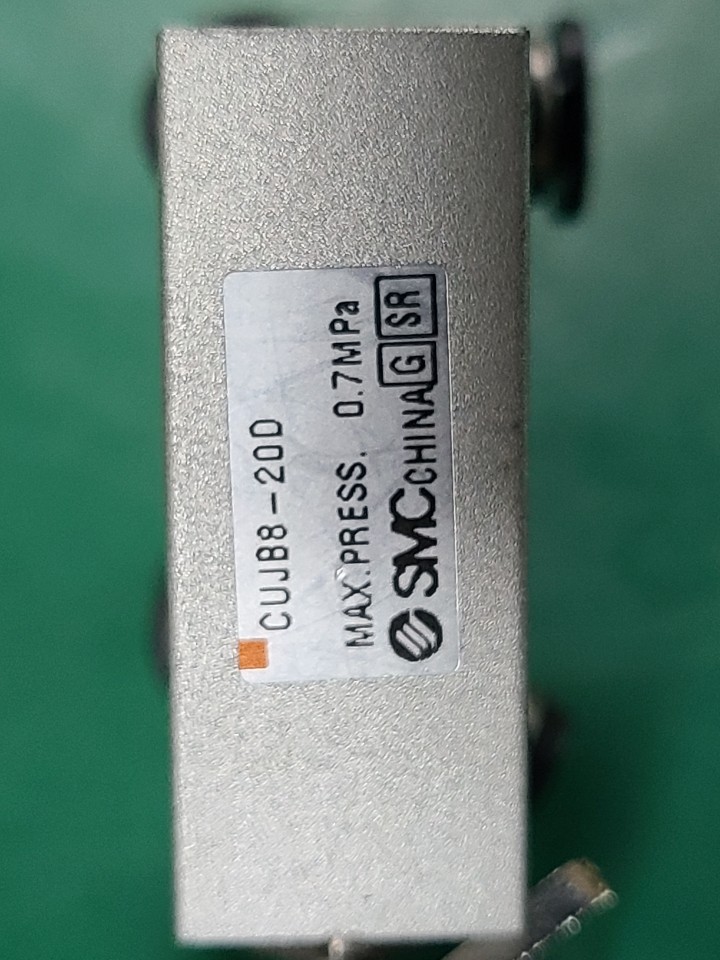 CUJB8-20D
MAX.PRESS. 0.7MPa
SMC CHINA G SR